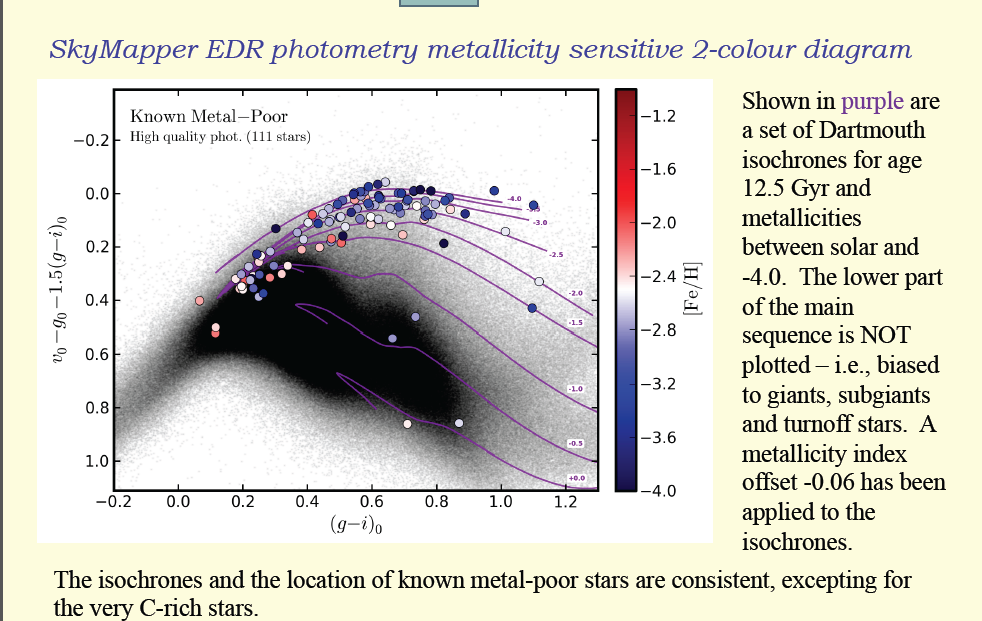 SkyMapper EDR photometry metallicity sensitive 2-colour diagram
Known Metal−Poor
High quality phot. (111 stars)
−0.2
0.0
0.2
0.4
0.6
0.8
1.0
v₀−g₀−1.5(g−i)₀
-4.0
-3.0
-2.5
-2.0
-1.5
-1.0
-0.5
+0.0
−0.2
0.0
0.2
0.4
0.6
0.8
1.0
1.2
(g−i)₀
−1.2
−1.6
−2.0
−2.4
−2.8
−3.2
−3.6
−4.0
[Fe/H]
Shown in purple are
a set of Dartmouth
isochrones for age
12.5 Gyr and
metallicities
between solar and
-4.0. The lower part
of the main
sequence is NOT
plotted – i.e., biased
to giants, subgiants
and turnoff stars. A
metallicity index
offset -0.06 has been
applied to the
isochrones.
The isochrones and the location of known metal-poor stars are consistent, excepting for
the very C-rich stars.